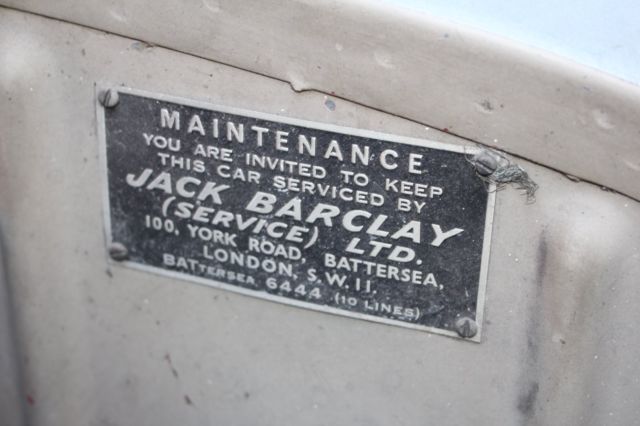 MAINTENANCE
YOU ARE INVITED TO KEEP
THIS CAR SERVICED BY
JACK BARCLAY
(SERVICE) LTD.
100, YORK ROAD, BATTERSEA,
LONDON, S.W.11.
BATTERSEA 6444 (10 LINES)